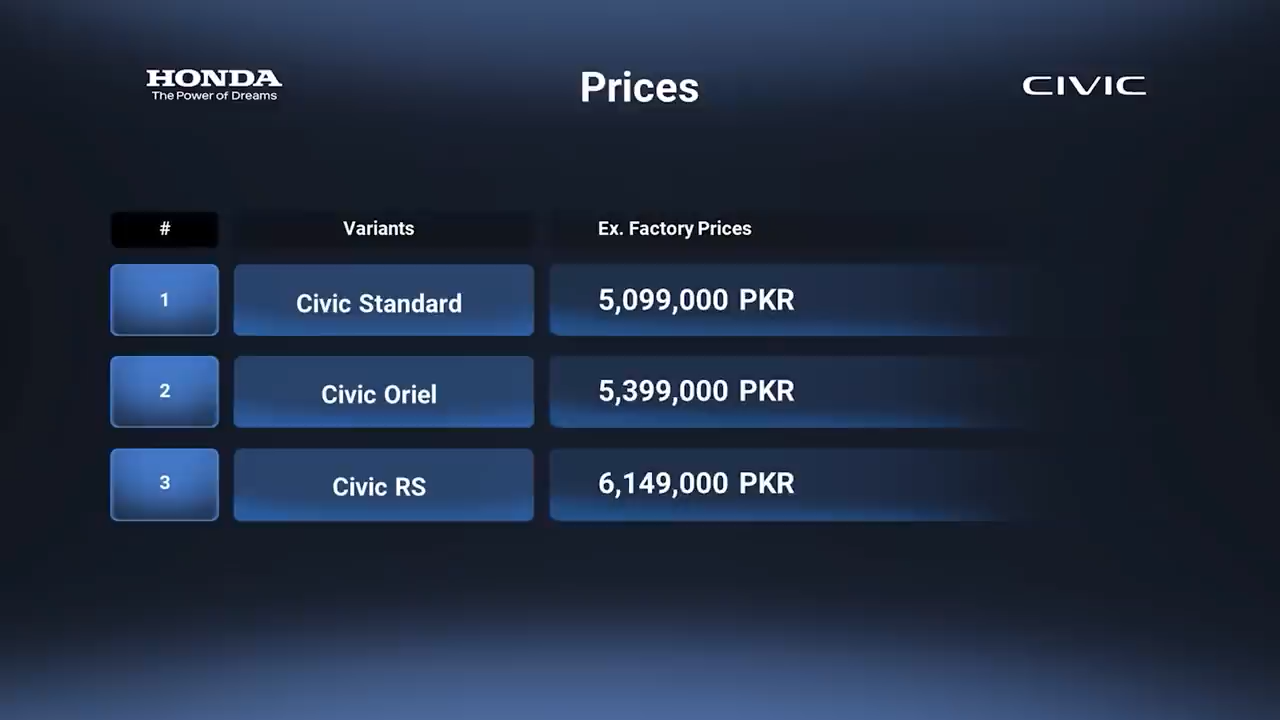 HONDA
The Power of Dreams
Prices
CIVIC
# Variants Ex. Factory Prices
1 Civic Standard 5,099,000 PKR
2 Civic Oriel 5,399,000 PKR
3 Civic RS 6,149,000 PKR